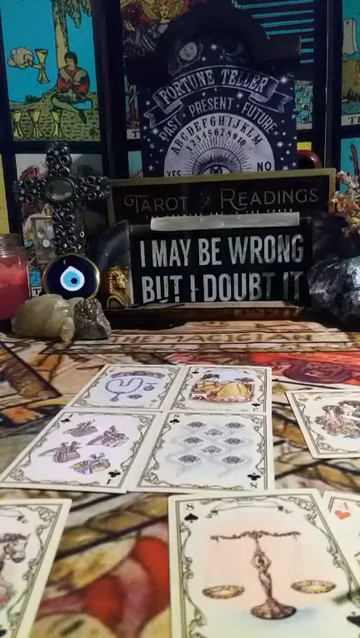 FORTUNE TELLER
PAST · PRESENT · FUTURE
ABCDEFGHIJKLM
1234567890
YES NO
TAROT READINGS
I MAY BE WRONG
BUT I DOUBT IT
THE MAGICIAN
8